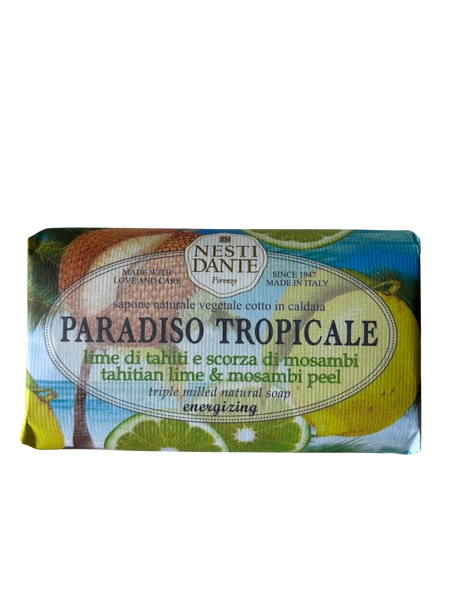 NESTI
DANTE
Firenze
MADE WITH
LOVE AND CARE
SINCE 1947
MADE IN ITALY
sapone naturale vegetale cotto in caldaia
PARADISO TROPICALE
lime di tahiti e scorza di mosambi
tahitian lime & mosambi peel
triple milled natural soap
energizing